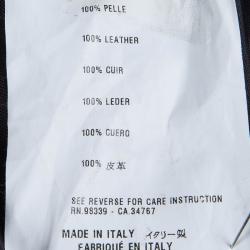 100% PELLE
100% LEATHER
100% CUIR
100% LEDER
100% CUERO
100% 皮革
SEE REVERSE FOR CARE INSTRUCTION
RN.98339 - CA.34767
MADE IN ITALY イタリー製
FABRIQUÉ EN ITALY